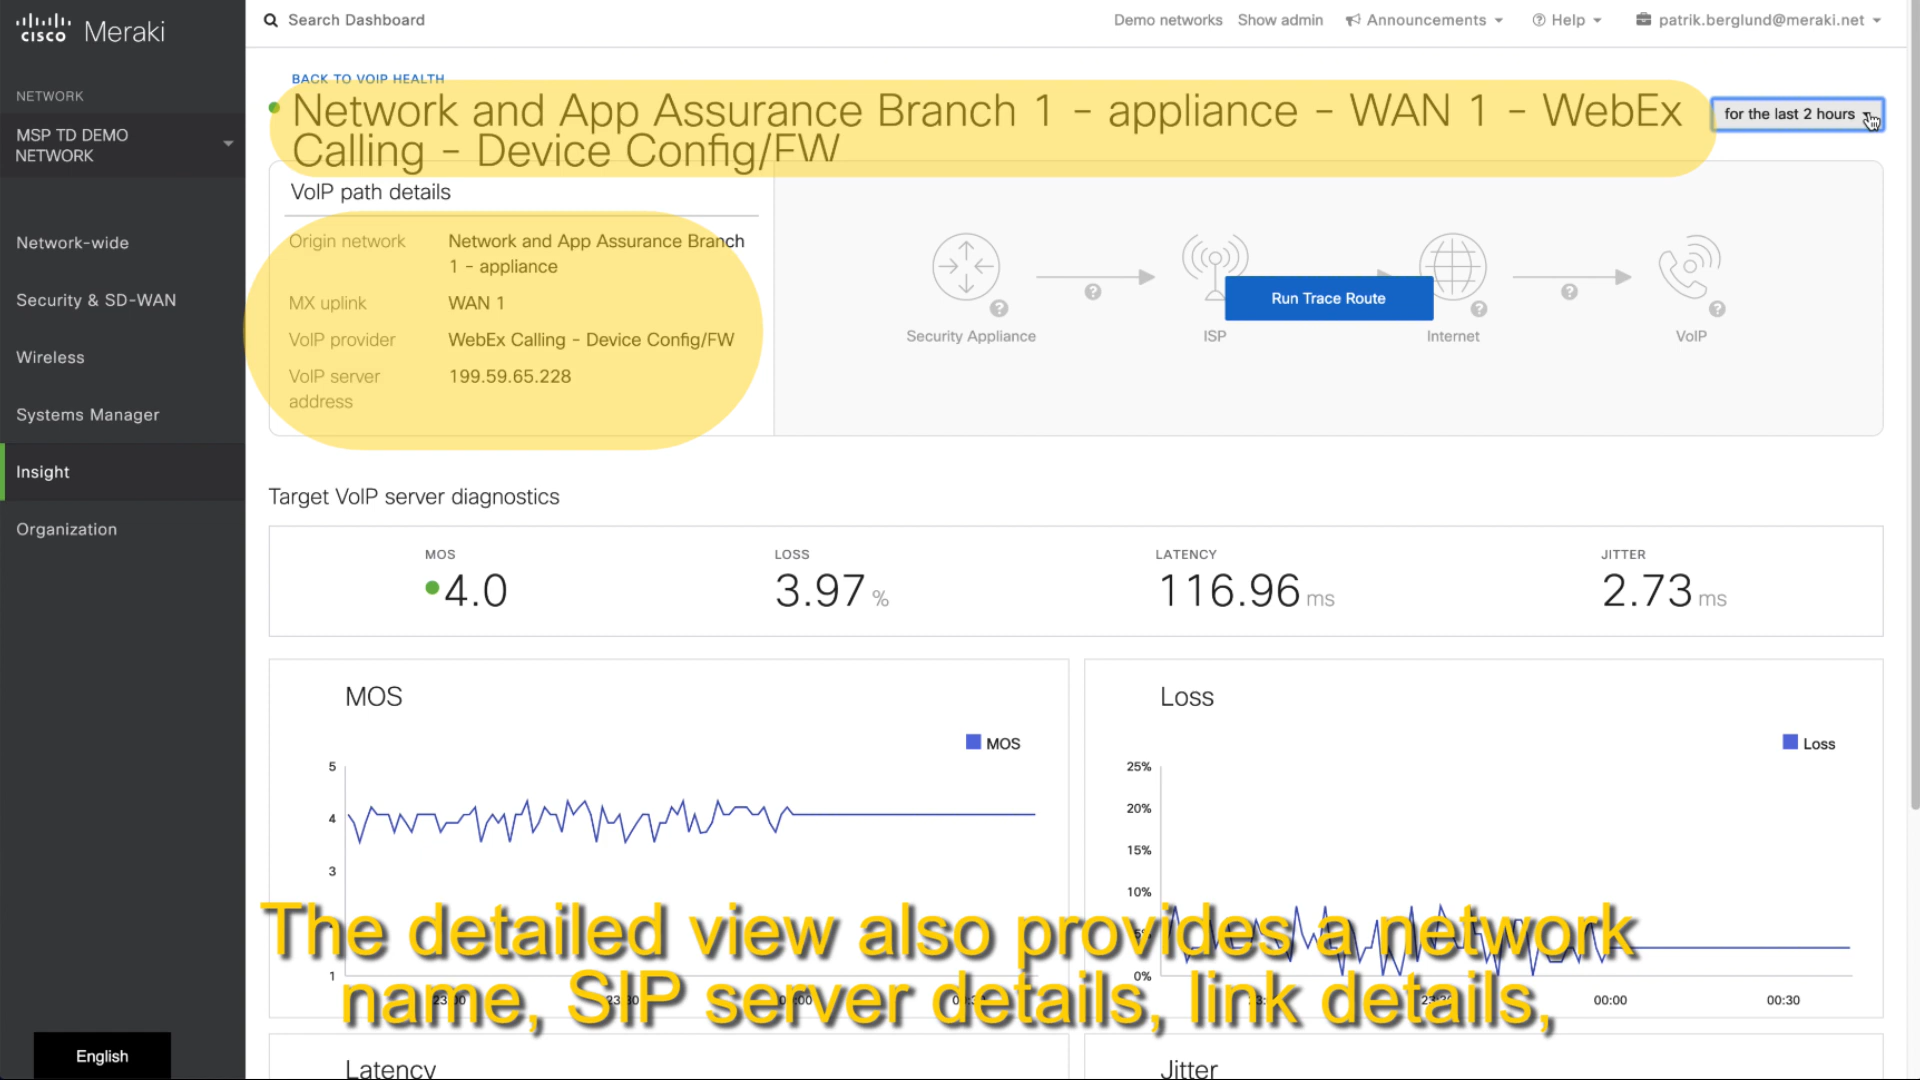 cisco Meraki
Search Dashboard
Demo networks Show admin Announcements Help patrik.berglund@meraki.net
NETWORK
MSP TD DEMO
NETWORK
Network-wide
Security & SD-WAN
Wireless
Systems Manager
Insight
Organization
English
BACK TO VOIP HEALTH
Network and App Assurance Branch 1 - appliance - WAN 1 - WebEx
Calling - Device Config/FW
for the last 2 hours
VoIP path details
Origin network Network and App Assurance Branch
1 - appliance
MX uplink WAN 1
VoIP provider WebEx Calling - Device Config/FW
VoIP server 199.59.65.228
address
Run Trace Route
Security Appliance ISP Internet VoIP
Target VoIP server diagnostics
MOS LOSS LATENCY JITTER
4.0 3.97 % 116.96 ms 2.73 ms
MOS
MOS
5
4
3
1
Loss
Loss
25%
20%
15%
10%
0%
00:00 00:30
The detailed view also provides a network
name, SIP server details, link details,
Latency
Jitter